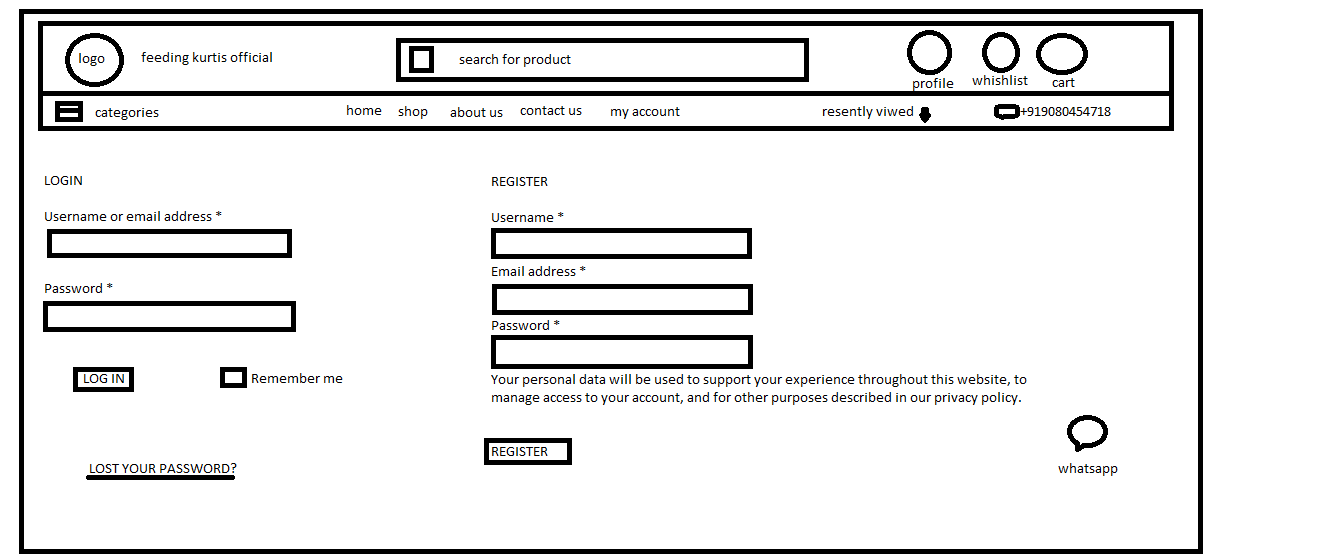 logo
feeding kurtis official
search for product
profile
whishlist
cart
categories
home
shop
about us
contact us
my account
resently viwed
+919080454718
LOGIN
Username or email address *
Password *
LOG IN
Remember me
LOST YOUR PASSWORD?
REGISTER
Username *
Email address *
Password *
Your personal data will be used to support your experience throughout this website, to
manage access to your account, and for other purposes described in our privacy policy.
REGISTER
whatsapp